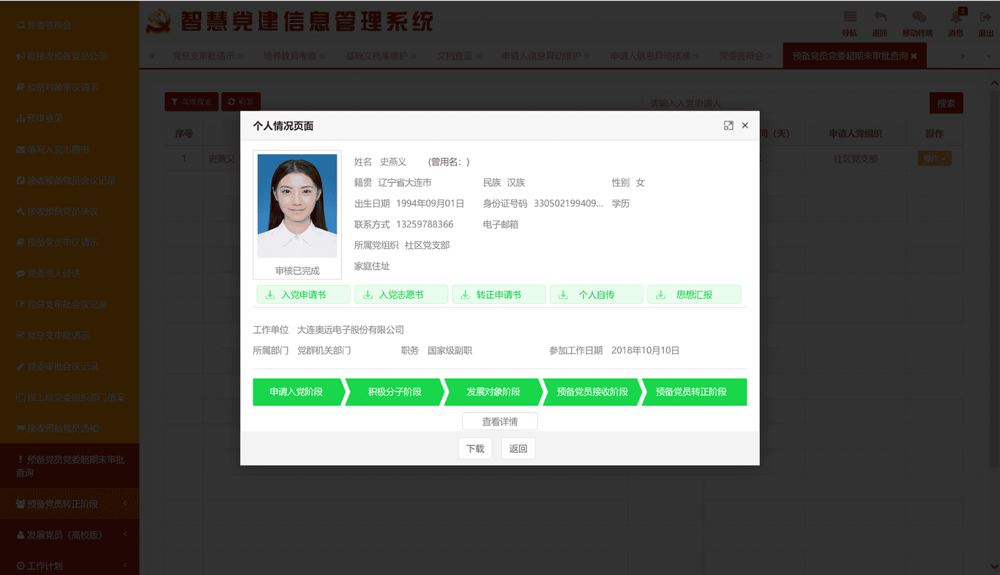 智慧党建信息管理系统
导航 返回 移动终端 消息 2 退出
党总支审批请示 培养教育考察 基础文档库维护 文档查重 申请人信息异动维护 申请人信息异动核准 党委答辩会 预备党员党委超期未审批查询
党委答辩会
拟接收预备党员公示
预备对象审议请示
预审意见
填写入党志愿书
接收预备党员会议记录
接收预备党员决议
预备党员审议请示
党委派人谈话
党总支审批会议记录
党总支审批请示
党委审批会议记录
报上级党委组织部门备案
接收预备党员通知
预备党员党委超期未审批
查询
预备党员转正阶段
发展党员（高校版）
工作计划
高级搜索 刷新 请输入入党申请人 搜索
序号 间（天） 申请人党组织 操作
1 史燕义 社区党支部 操作
个人情况页面
审核已完成
姓名 史燕义 (曾用名：)
籍贯 辽宁省大连市 民族 汉族 性别 女
出生日期 1994年09月01日 身份证号码 330502199409... 学历
联系方式 13259788366 电子邮箱
所属党组织 社区党支部
家庭住址
入党申请书 入党志愿书 转正申请书 个人自传 思想汇报
工作单位 大连奥远电子股份有限公司
所属部门 党群机关部门 职务 国家级副职 参加工作日期 2018年10月10日
申请入党阶段 积极分子阶段 发展对象阶段 预备党员接收阶段 预备党员转正阶段
查看详情
下载 返回